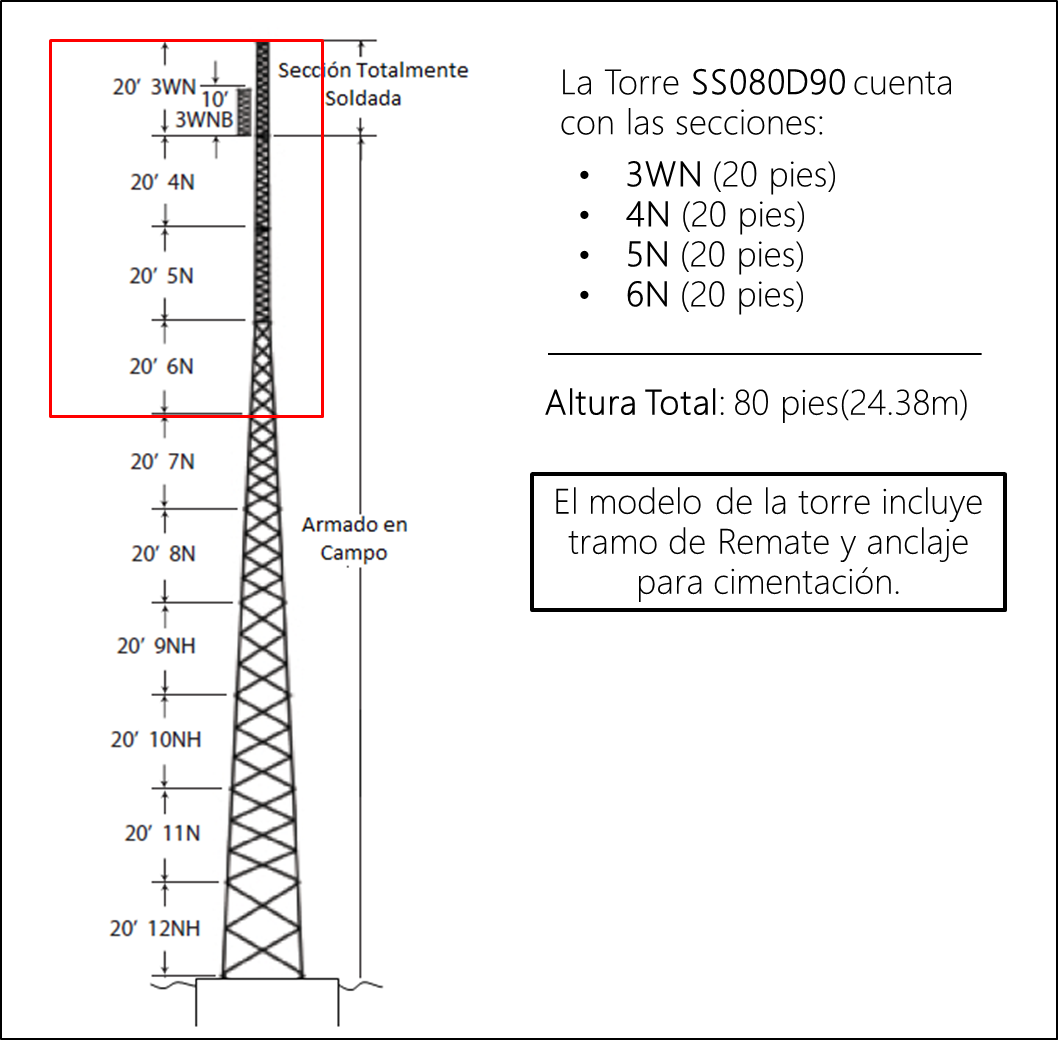 20’ 3WN
10’
3WNB
20’ 4N
20’ 5N
20’ 6N
20’ 7N
20’ 8N
20’ 9NH
20’ 10NH
20’ 11N
20’ 12NH
Sección Totalmente
Soldada
Armado en
Campo
La Torre SS080D90 cuenta
con las secciones:
• 3WN (20 pies)
• 4N (20 pies)
• 5N (20 pies)
• 6N (20 pies)
Altura Total: 80 pies(24.38m)
El modelo de la torre incluye
tramo de Remate y anclaje
para cimentación.